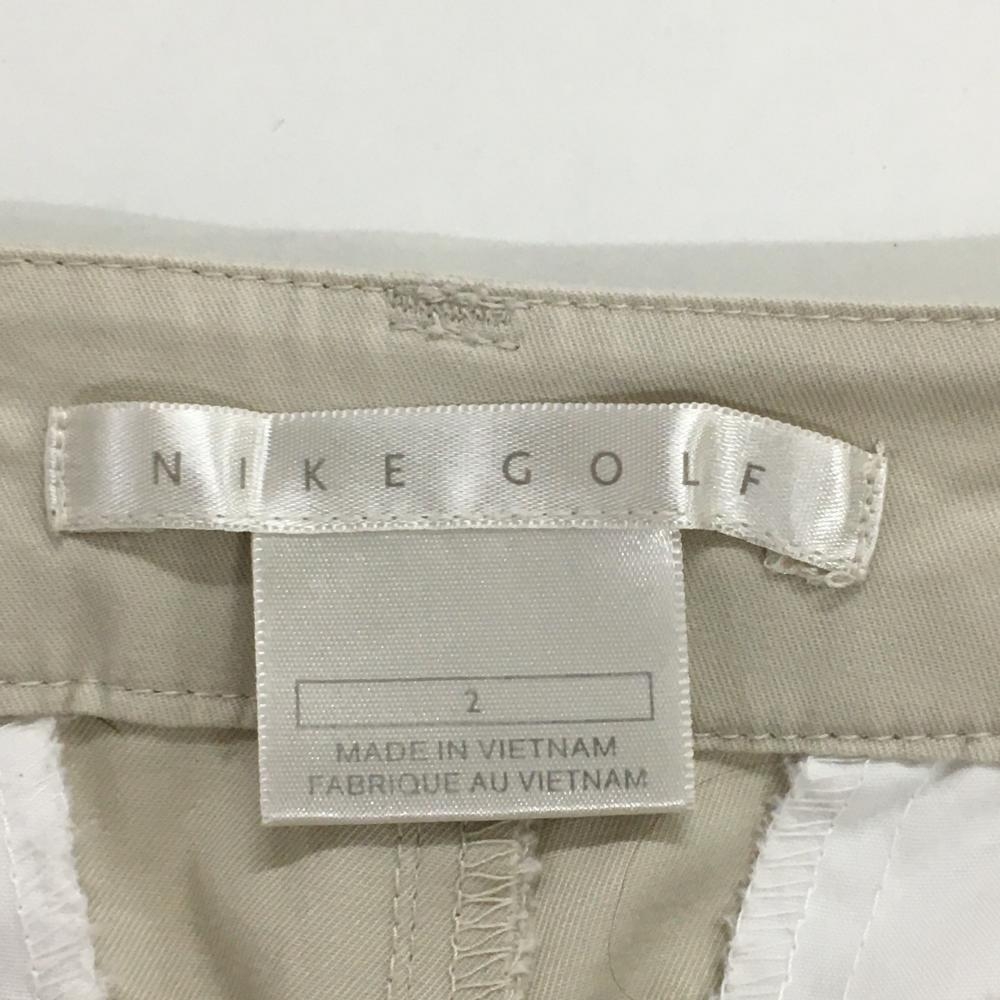 NIKE GOLF
2
MADE IN VIETNAM
FABRIQUE AU VIETNAM